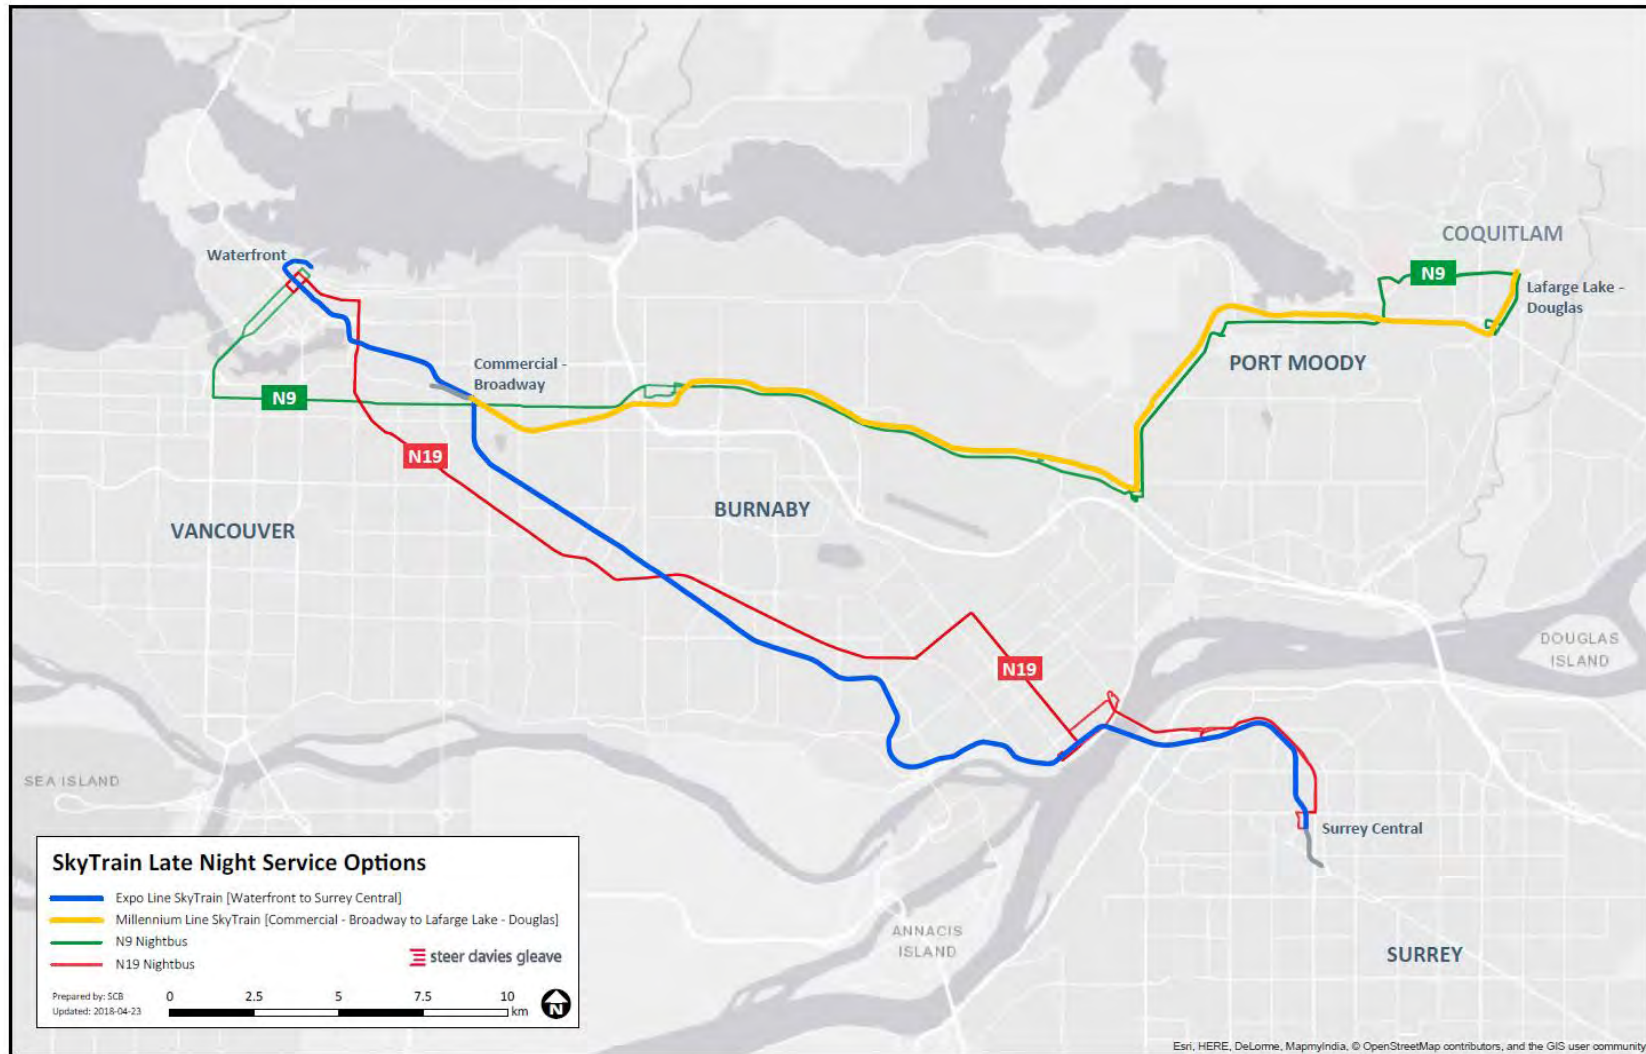 COQUITLAM
Waterfront
N9
Lafarge Lake -
Douglas
Commercial -
Broadway
PORT MOODY
N9
N19
BURNABY
VANCOUVER
DOUGLAS
ISLAND
N19
SEA ISLAND
Surrey Central
ANNACIS
ISLAND
SURREY
SkyTrain Late Night Service Options
Expo Line SkyTrain [Waterfront to Surrey Central]
Millennium Line SkyTrain [Commercial - Broadway to Lafarge Lake - Douglas]
N9 Nightbus
N19 Nightbus
steer davies gleave
Prepared by: SCB
Updated: 2018-04-23
0 2.5 5 7.5 10
km
N
Esri, HERE, DeLorme, MapmyIndia, © OpenStreetMap contributors, and the GIS user community